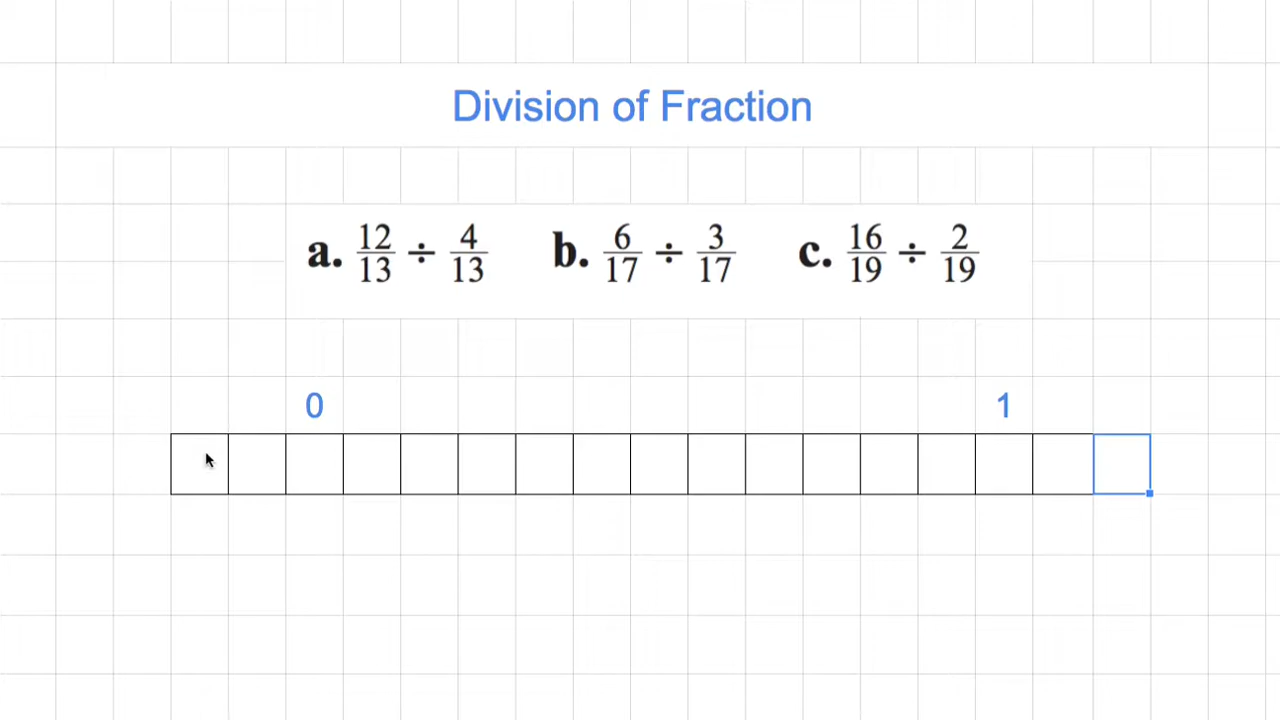 Division of Fraction
a. 12/13 ÷ 4/13 b. 6/17 ÷ 3/17 c. 16/19 ÷ 2/19
0 1